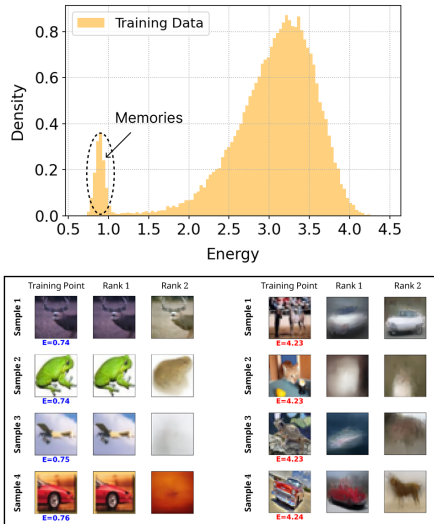 0.8
0.6
0.4
0.2
0.0
Density
Training Data
Memories
0.5 1.0 1.5 2.0 2.5 3.0 3.5 4.0 4.5
Energy
Training Point Rank 1 Rank 2
Sample 1
E=0.74
Sample 2
E=0.74
Sample 3
E=0.75
Sample 4
E=0.76
Training Point Rank 1 Rank 2
Sample 1
E=4.23
Sample 2
E=4.23
Sample 3
E=4.23
Sample 4
E=4.24